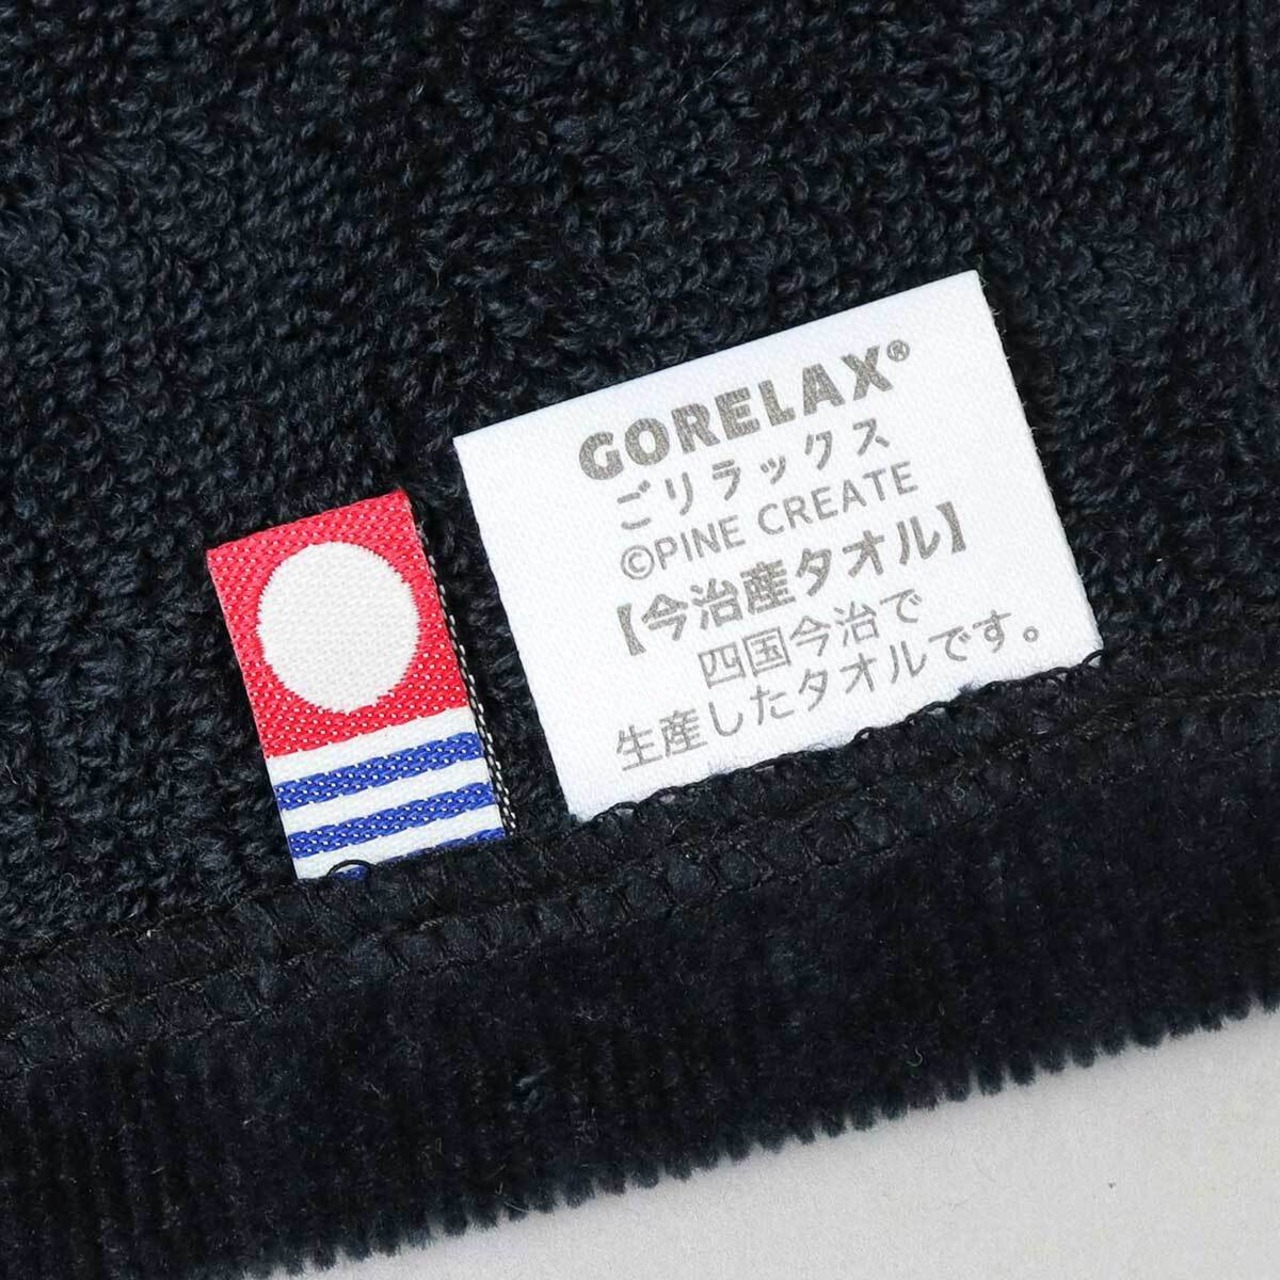 GORELAX®
ごリラックス
©PINE CREATE
【今治産タオル】
四国今治で
生産したタオルです。